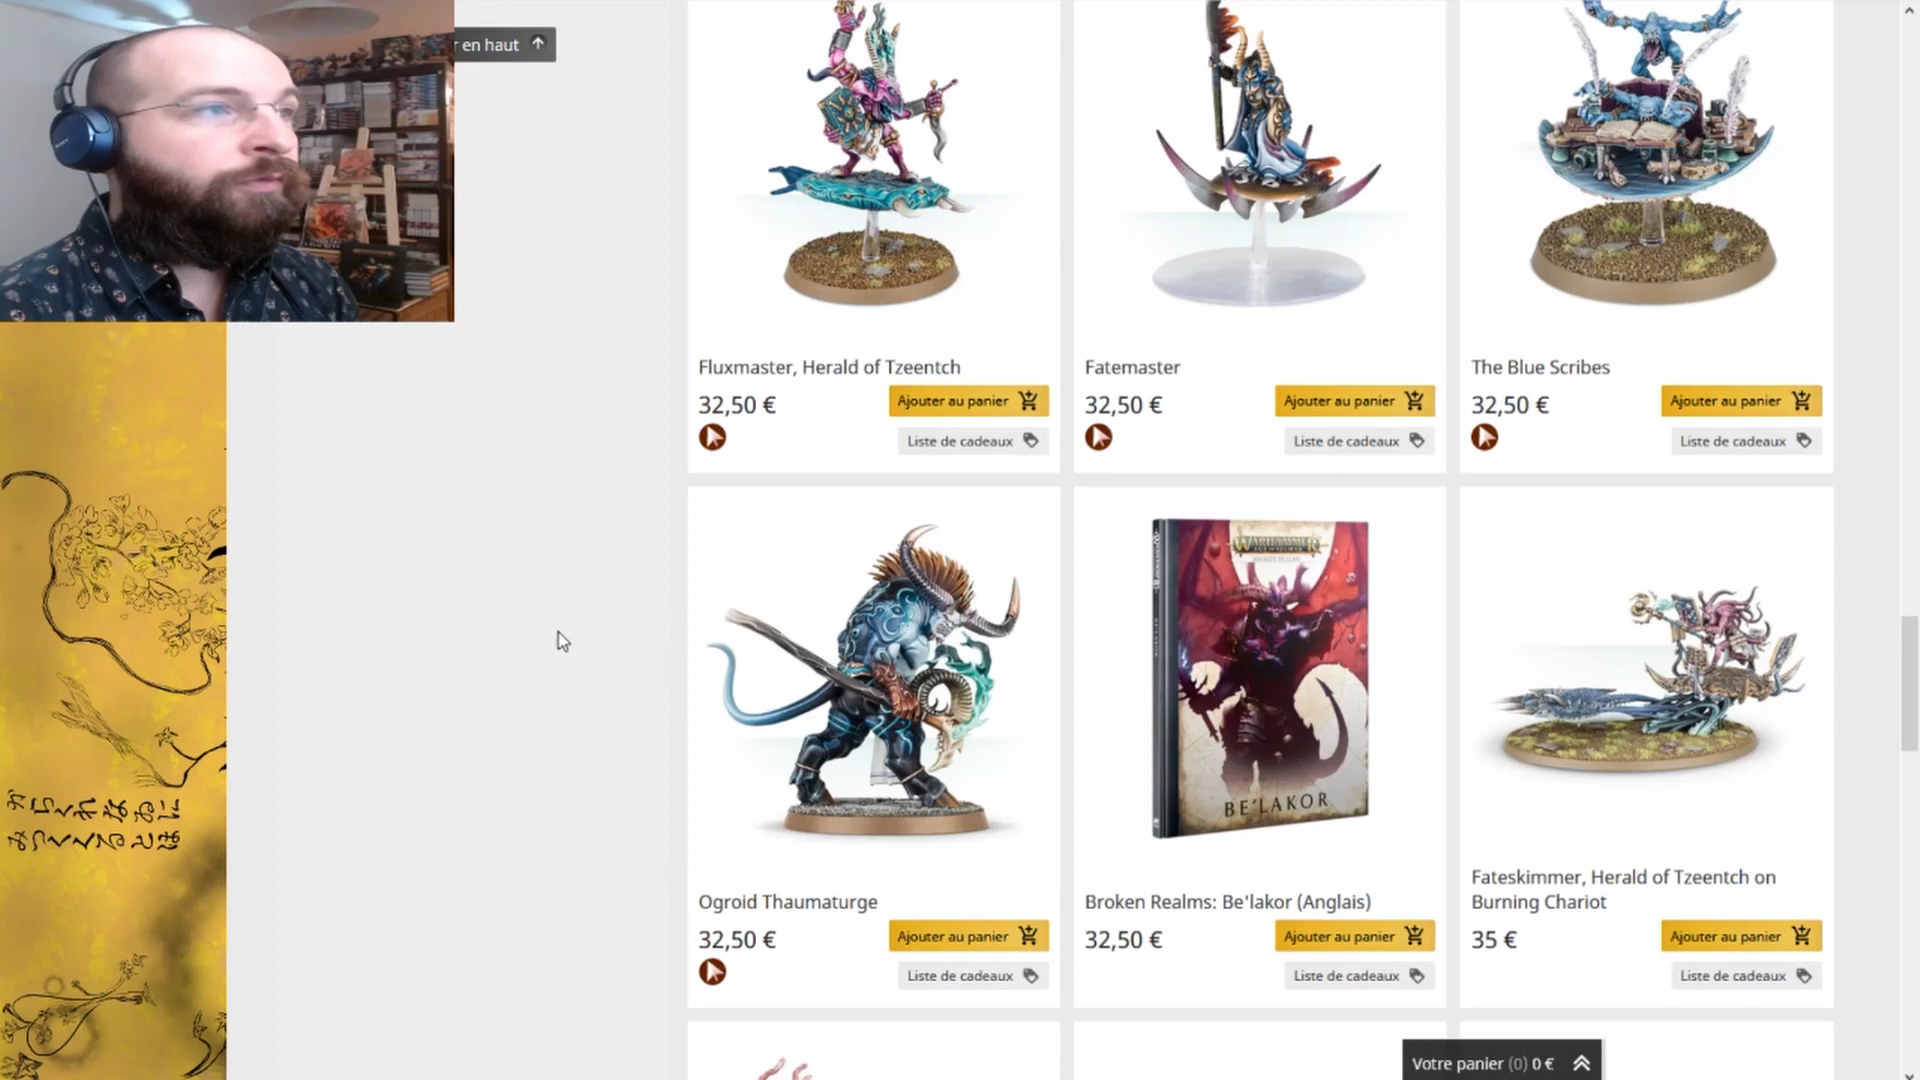 r en haut
Fluxmaster, Herald of Tzeentch
32,50 €
Ajouter au panier
Liste de cadeaux
Fatemaster
32,50 €
Ajouter au panier
Liste de cadeaux
The Blue Scribes
32,50 €
Ajouter au panier
Liste de cadeaux
WARHAMMER
BE'LAKOR
Ogroid Thaumaturge
32,50 €
Ajouter au panier
Liste de cadeaux
Broken Realms: Be'lakor (Anglais)
32,50 €
Ajouter au panier
Liste de cadeaux
Fateskimmer, Herald of Tzeentch on
Burning Chariot
35 €
Ajouter au panier
Liste de cadeaux
Votre panier (0) 0 €